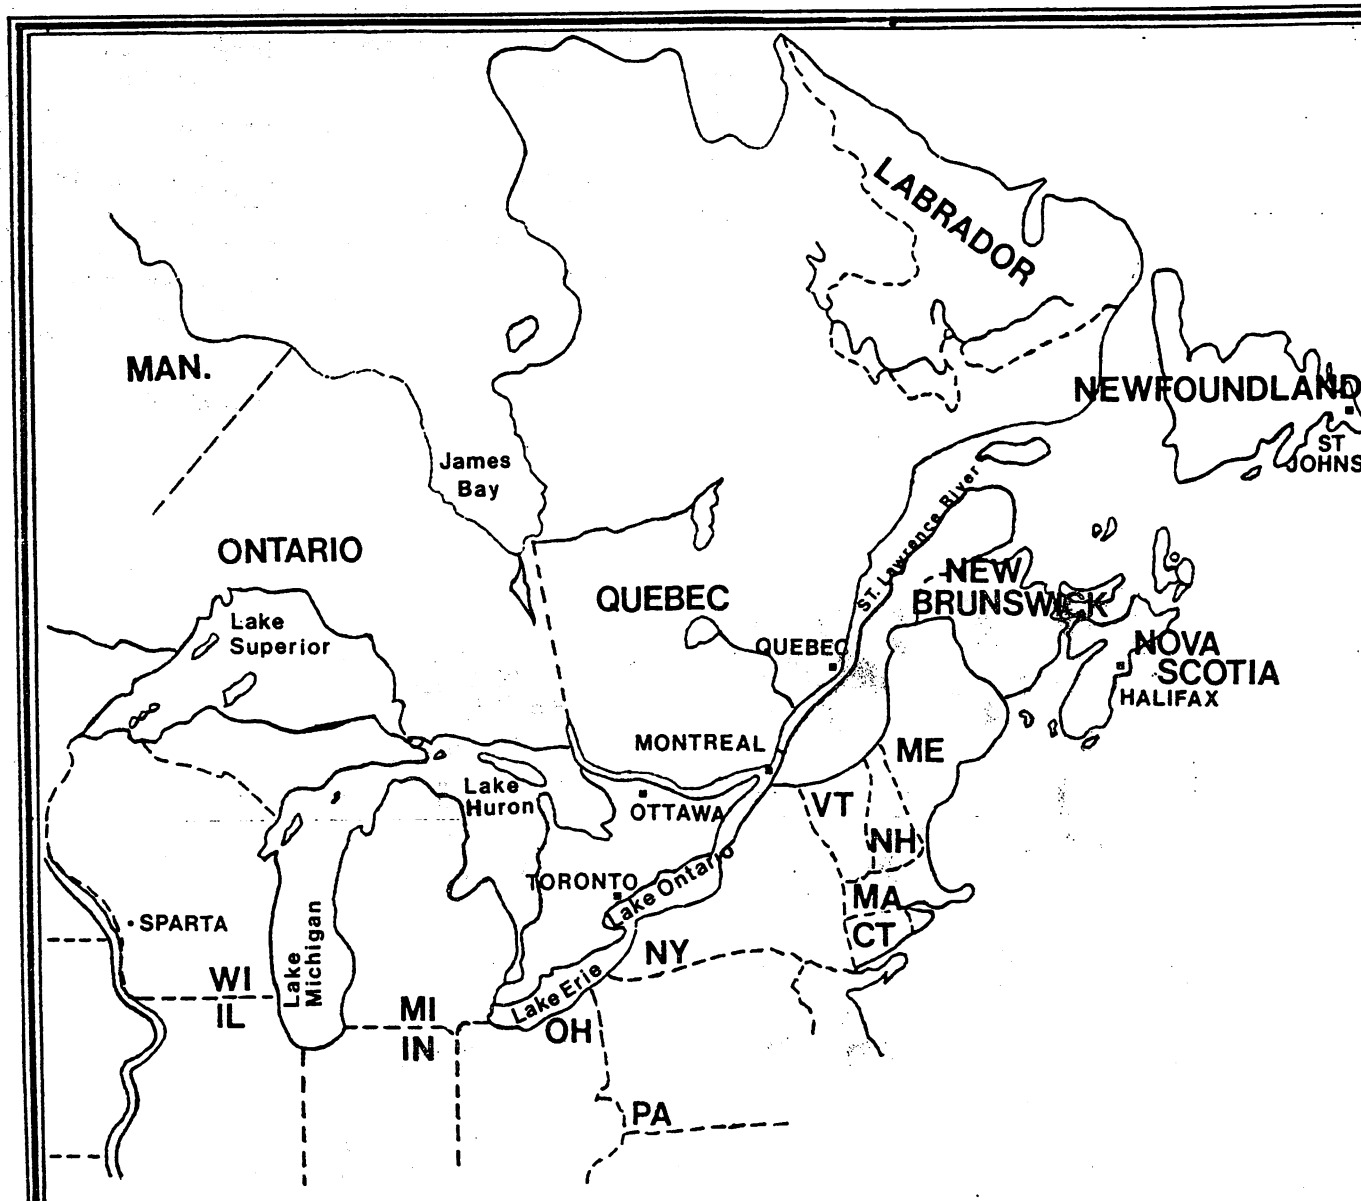 LABRADOR
MAN.
NEWFOUNDLAND
ST
JOHNS
James
Bay
ST. Lawrence River
ONTARIO
NEW
BRUNSWICK
QUEBEC
Lake
Superior
QUEBEC
NOVA
SCOTIA
HALIFAX
MONTREAL
ME
Lake
Huron
OTTAWA
VT
NH
TORONTO
Lake Ontario
MA
SPARTA
CT
Lake
Michigan
NY
WI
IL
Lake Erie
MI
IN
OH
PA